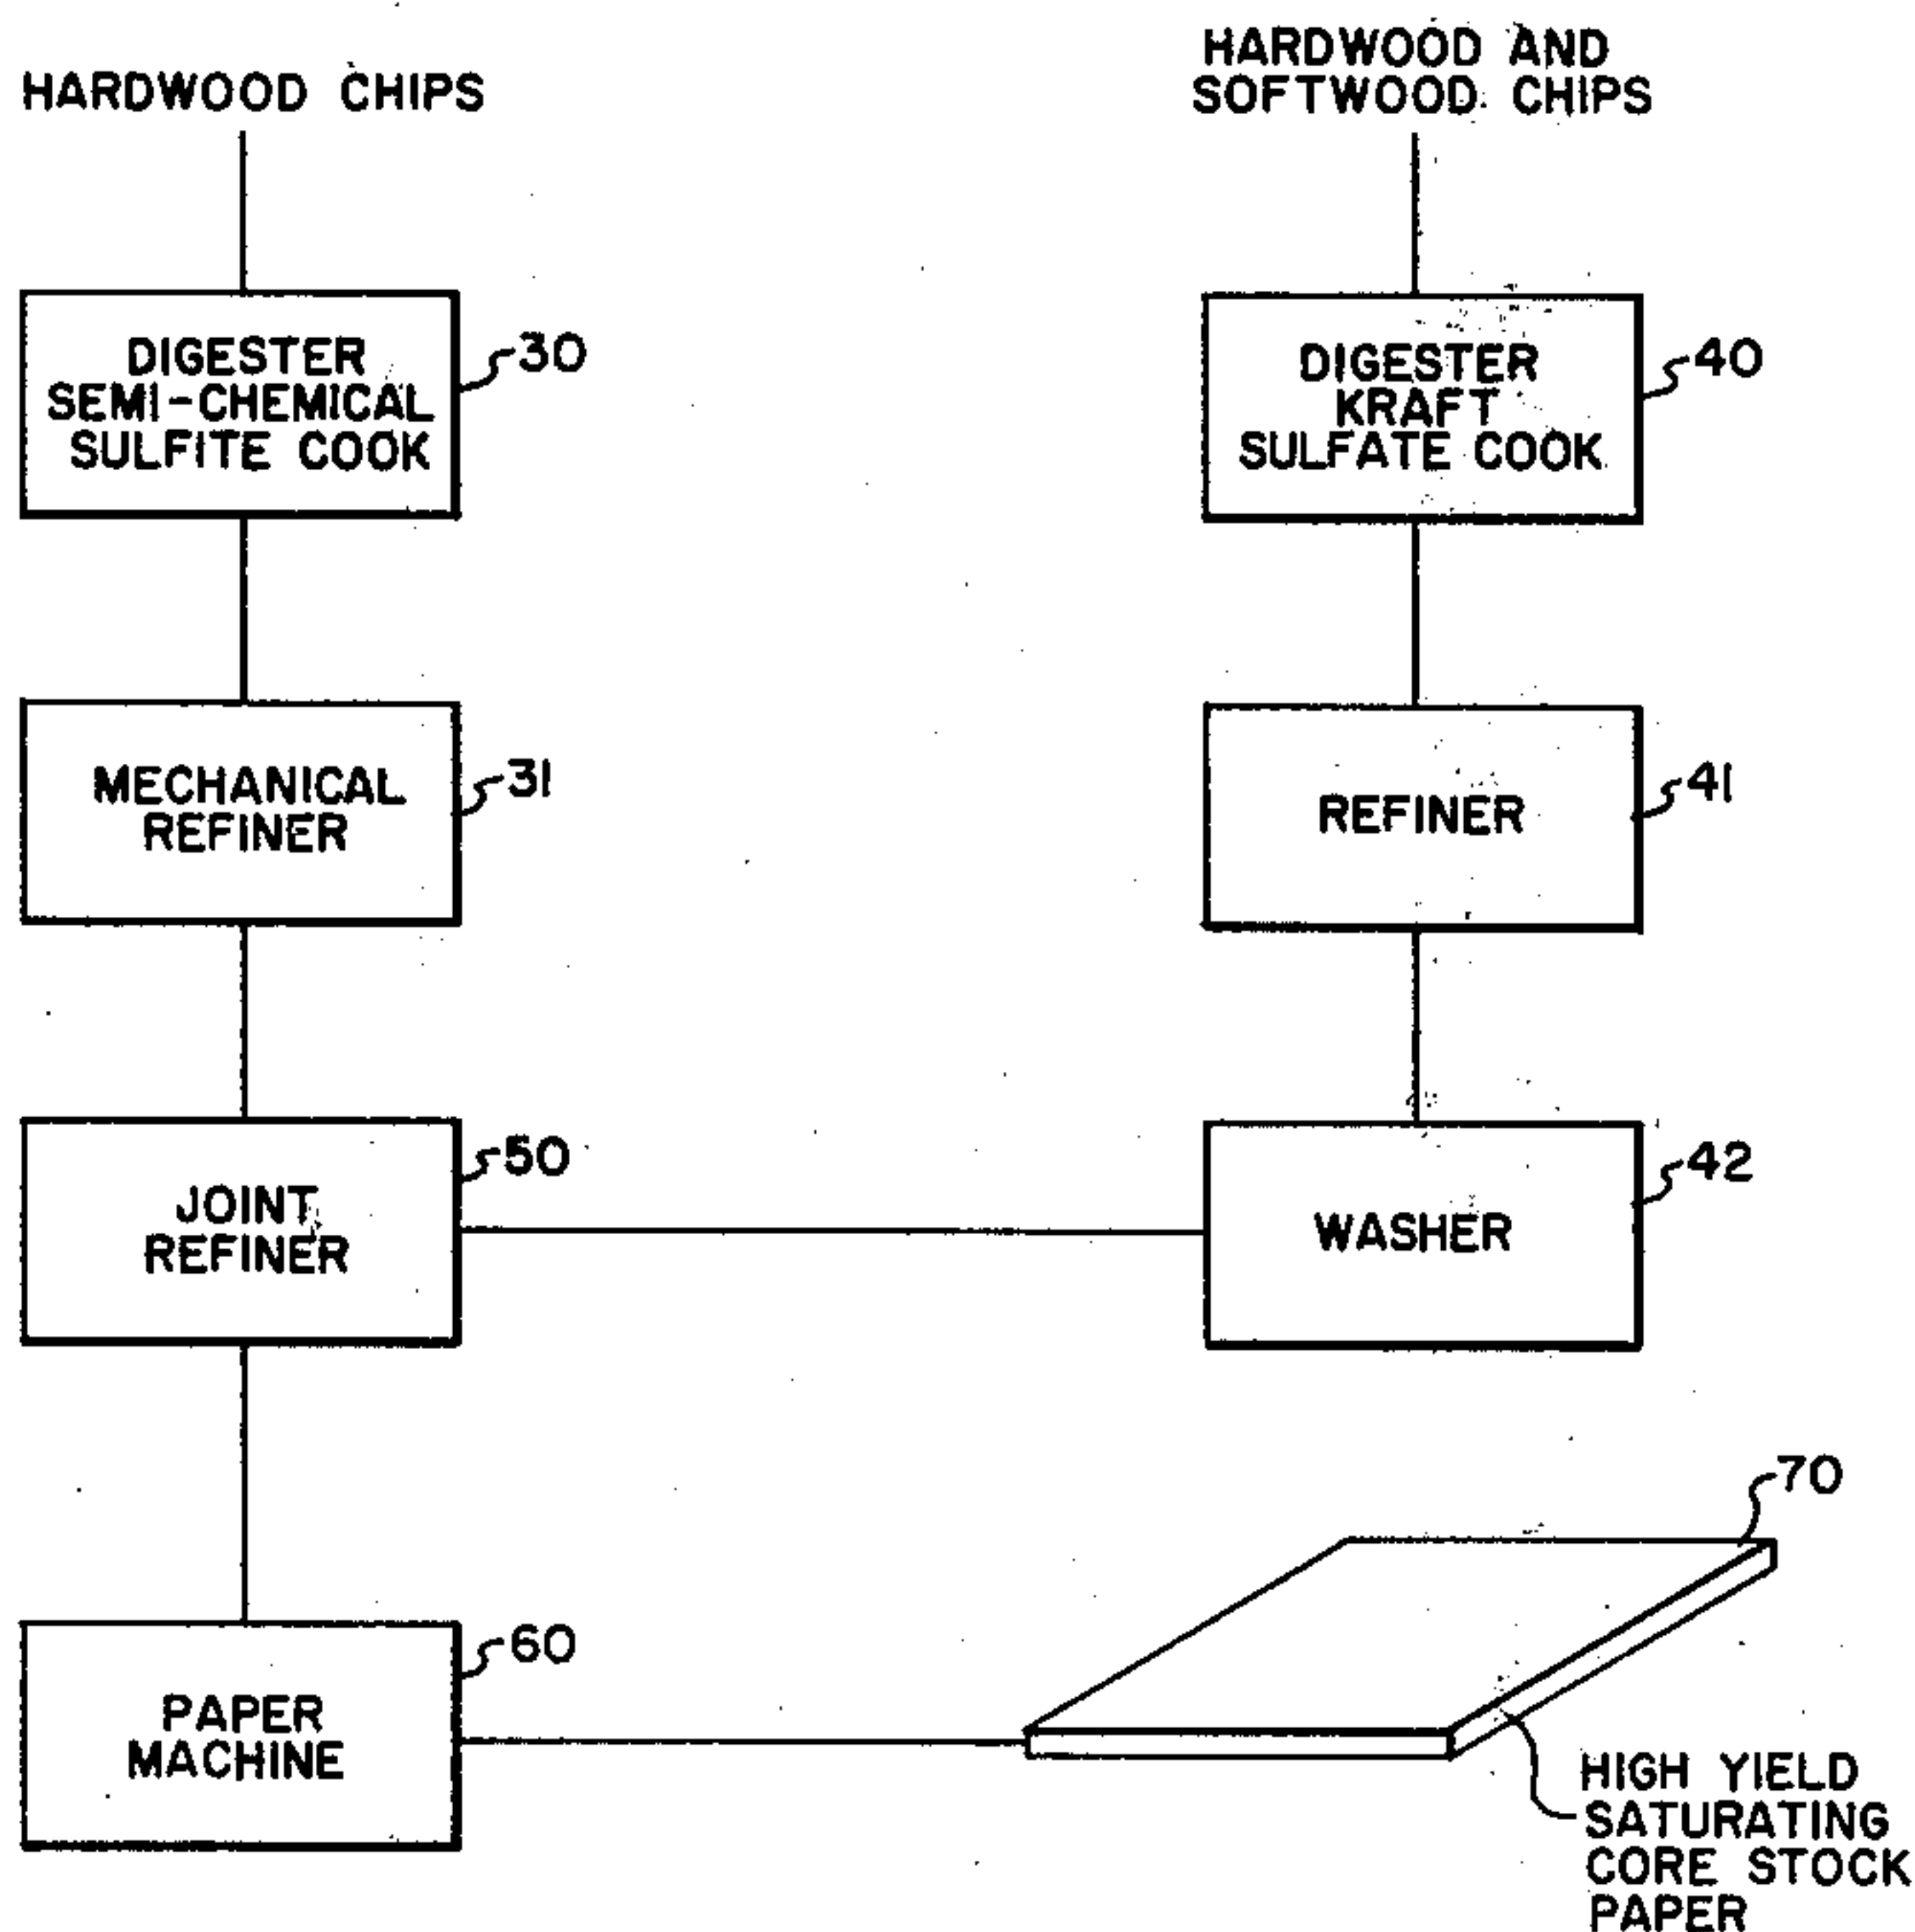 HARDWOOD CHIPS
HARDWOOD AND
SOFTWOOD CHIPS
DIGESTER
SEMI-CHEMICAL
SULFITE COOK
30
DIGESTER
KRAFT
SULFATE COOK
40
MECHANICAL
REFINER
31
REFINER
41
JOINT
REFINER
50
WASHER
42
PAPER
MACHINE
60
70
HIGH YIELD
SATURATING
CORE STOCK
PAPER